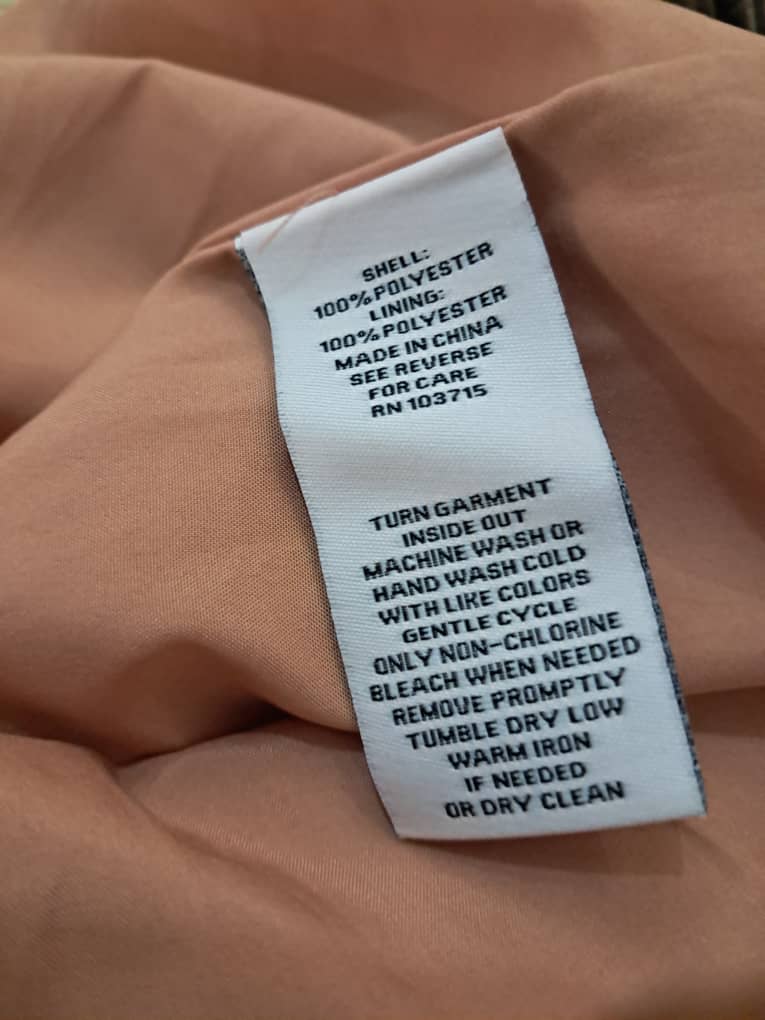 SHELL:
100% POLYESTER
LINING:
100% POLYESTER
MADE IN CHINA
SEE REVERSE
FOR CARE
RN 103715
TURN GARMENT
INSIDE OUT
MACHINE WASH OR
HAND WASH COLD
WITH LIKE COLORS
GENTLE CYCLE
ONLY NON-CHLORINE
BLEACH WHEN NEEDED
REMOVE PROMPTLY
TUMBLE DRY LOW
WARM IRON
IF NEEDED
OR DRY CLEAN